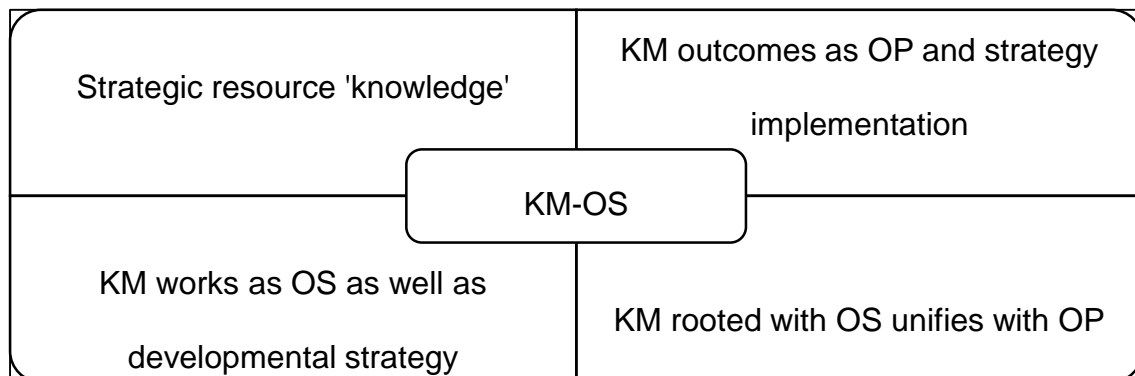 Strategic resource 'knowledge'
KM outcomes as OP and strategy
implementation
KM-OS
KM works as OS as well as
developmental strategy
KM rooted with OS unifies with OP